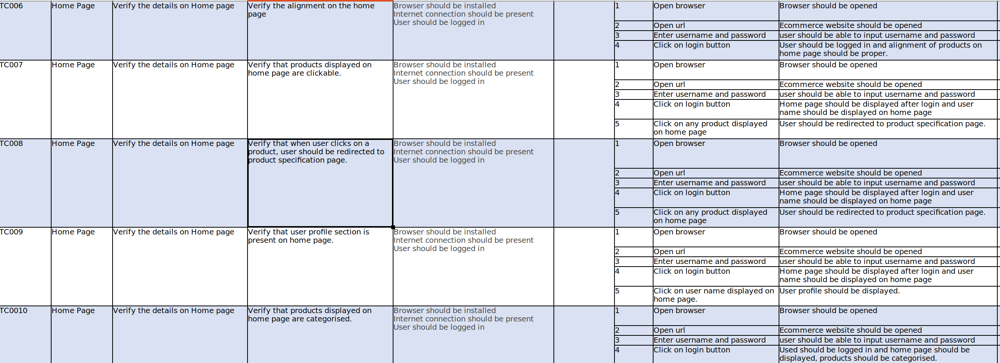 TC006
Home Page
Verify the details on Home page
Verify the alignment on the home
page
Browser should be installed
Internet connection should be present
User should be logged in
1
Open browser
Browser should be opened
2
Open url
Ecommerce website should be opened
3
Enter username and password
user should be able to input username and password
4
Click on login button
User should be logged in and alignment of products on
home page should be proper.
TC007
Home Page
Verify the details on Home page
Verify that products displayed on
home page are clickable.
Browser should be installed
Internet connection should be present
User should be logged in
1
Open browser
Browser should be opened
2
Open url
Ecommerce website should be opened
3
Enter username and password
user should be able to input username and password
4
Click on login button
Home page should be displayed after login and user
name should be displayed on home page
5
Click on any product displayed
on home page
User should be redirected to product specification page.
TC008
Home Page
Verify the details on Home page
Verify that when user clicks on a
product, user should be redirected to
product specification page.
Browser should be installed
Internet connection should be present
User should be logged in
1
Open browser
Browser should be opened
2
Open url
Ecommerce website should be opened
3
Enter username and password
user should be able to input username and password
4
Click on login button
Home page should be displayed after login and user
name should be displayed on home page
5
Click on any product displayed
on home page
User should be redirected to product specification page.
TC009
Home Page
Verify the details on Home page
Verify that user profile section is
present on home page.
Browser should be installed
Internet connection should be present
User should be logged in
1
Open browser
Browser should be opened
2
Open url
Ecommerce website should be opened
3
Enter username and password
user should be able to input username and password
4
Click on login button
Home page should be displayed after login and user
name should be displayed on home page
5
Click on user name displayed on
home page.
User profile should be displayed.
TC0010
Home Page
Verify the details on Home page
Verify that products displayed on
home page are categorised.
Browser should be installed
Internet connection should be present
User should be logged in
1
Open browser
Browser should be opened
2
Open url
Ecommerce website should be opened
3
Enter username and password
user should be able to input username and password
4
Click on login button
Used should be logged in and home page should be
displayed, products should be categorised.